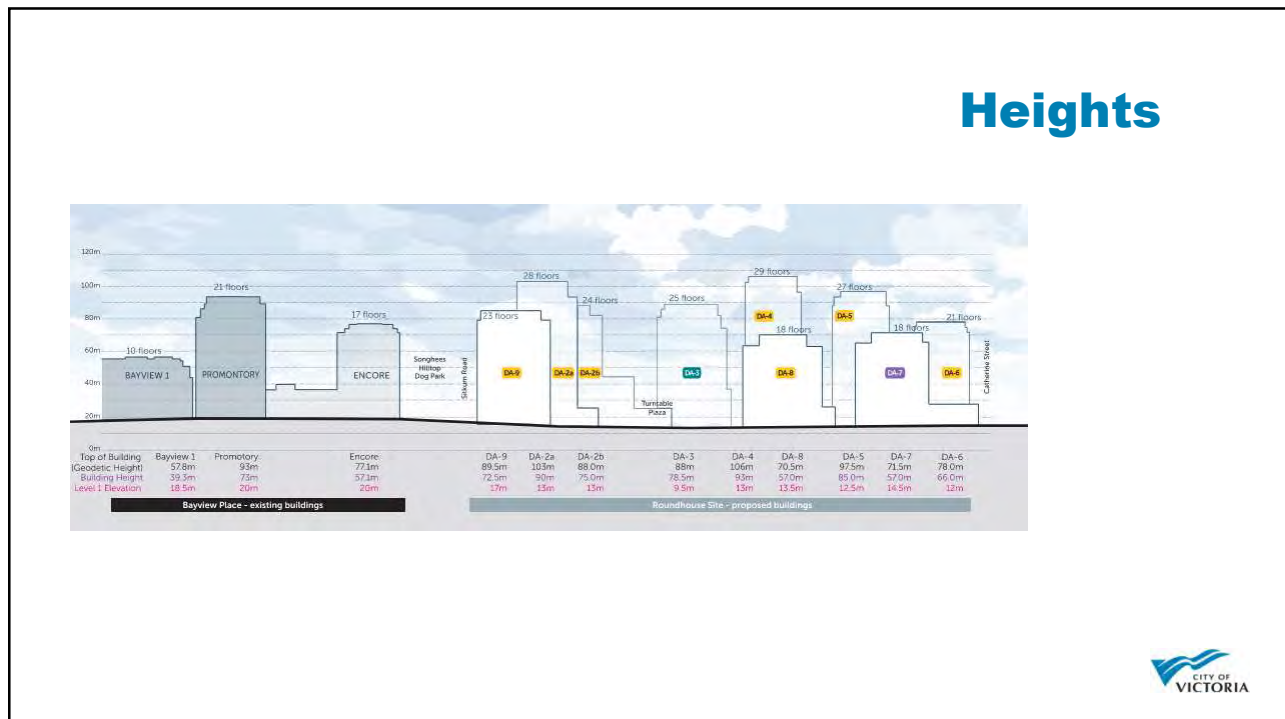 Heights
120m
100m
80m
60m
40m
20m
0m
10 floors
BAYVIEW 1
21 floors
PROMONTORY
17 floors
ENCORE
Songhees
Hilltop
Dog Park
Sitkum Road
23 floors
DA-9
28 floors
DA-2a
24 floors
DA-2b
Turntable
Plaza
25 floors
DA-3
29 floors
DA-4
18 floors
DA-8
27 floors
DA-5
18 floors
DA-7
21 floors
DA-6
Catherine Street
Top of Building Bayview 1 Promotory Encore DA-9 DA-2a DA-2b DA-3 DA-4 DA-8 DA-5 DA-7 DA-6
(Geodetic Height) 57.8m 93m 77.1m 89.5m 103m 88.0m 88m 106m 70.5m 97.5m 71.5m 78.0m
Building Height 39.3m 73m 57.1m 72.5m 90m 75.0m 78.5m 93m 57.0m 85.0m 57.0m 66.0m
Level 1 Elevation 18.5m 20m 20m 17m 13m 13m 9.5m 13m 13.5m 12.5m 14.5m 12m
Bayview Place - existing buildings
Roundhouse Site - proposed buildings
CITY OF
VICTORIA